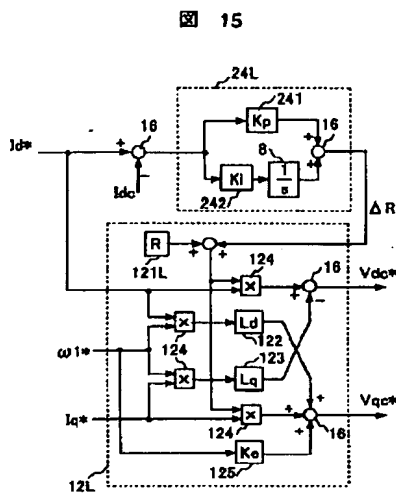 図 15
24L
241
Id*
+
16
Kp
+
16
8
+
−
Idc
Ki
1
s
242
ΔR
R
+
+
121L
124
×
16
Vdc*
+
−
×
Ld
122
124
123
ω1*
×
Lq
+
Iq*
×
+
Vqc*
124
16
+
Ke
12L
125